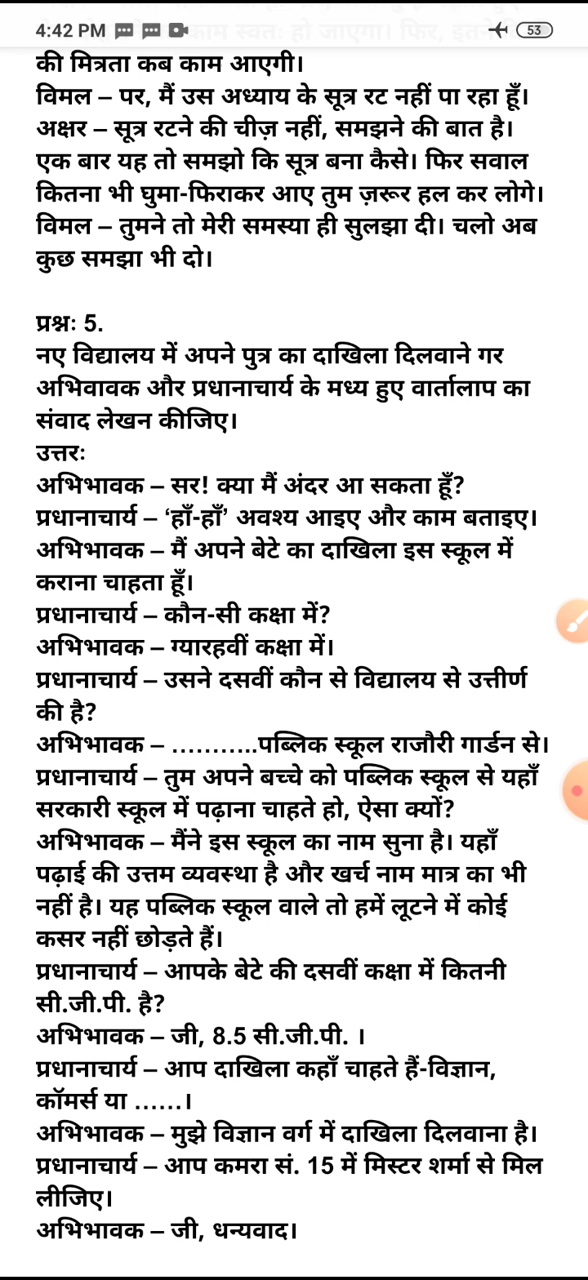 4:42 PM
53
काम स्वतः हो जाएगा। फिर, इतने
की मित्रता कब काम आएगी।
विमल – पर, मैं उस अध्याय के सूत्र रट नहीं पा रहा हूँ।
अक्षर – सूत्र रटने की चीज़ नहीं, समझने की बात है।
एक बार यह तो समझो कि सूत्र बना कैसे। फिर सवाल
कितना भी घुमा-फिराकर आए तुम ज़रूर हल कर लोगे।
विमल – तुमने तो मेरी समस्या ही सुलझा दी। चलो अब
कुछ समझा भी दो।
प्रश्नः 5.
नए विद्यालय में अपने पुत्र का दाखिला दिलवाने गर
अभिवावक और प्रधानाचार्य के मध्य हुए वार्तालाप का
संवाद लेखन कीजिए।
उत्तरः
अभिभावक – सर! क्या मैं अंदर आ सकता हूँ?
प्रधानाचार्य – ‘हाँ-हाँ’ अवश्य आइए और काम बताइए।
अभिभावक – मैं अपने बेटे का दाखिला इस स्कूल में
कराना चाहता हूँ।
प्रधानाचार्य – कौन-सी कक्षा में?
अभिभावक – ग्यारहवीं कक्षा में।
प्रधानाचार्य – उसने दसवीं कौन से विद्यालय से उत्तीर्ण
की है?
अभिभावक – ………..पब्लिक स्कूल राजौरी गार्डन से।
प्रधानाचार्य – तुम अपने बच्चे को पब्लिक स्कूल से यहाँ
सरकारी स्कूल में पढ़ाना चाहते हो, ऐसा क्यों?
अभिभावक – मैंने इस स्कूल का नाम सुना है। यहाँ
पढ़ाई की उत्तम व्यवस्था है और खर्च नाम मात्र का भी
नहीं है। यह पब्लिक स्कूल वाले तो हमें लूटने में कोई
कसर नहीं छोड़ते हैं।
प्रधानाचार्य – आपके बेटे की दसवीं कक्षा में कितनी
सी.जी.पी. है?
अभिभावक – जी, 8.5 सी.जी.पी. ।
प्रधानाचार्य – आप दाखिला कहाँ चाहते हैं-विज्ञान,
कॉमर्स या ……।
अभिभावक – मुझे विज्ञान वर्ग में दाखिला दिलवाना है।
प्रधानाचार्य – आप कमरा सं. 15 में मिस्टर शर्मा से मिल
लीजिए।
अभिभावक – जी, धन्यवाद।